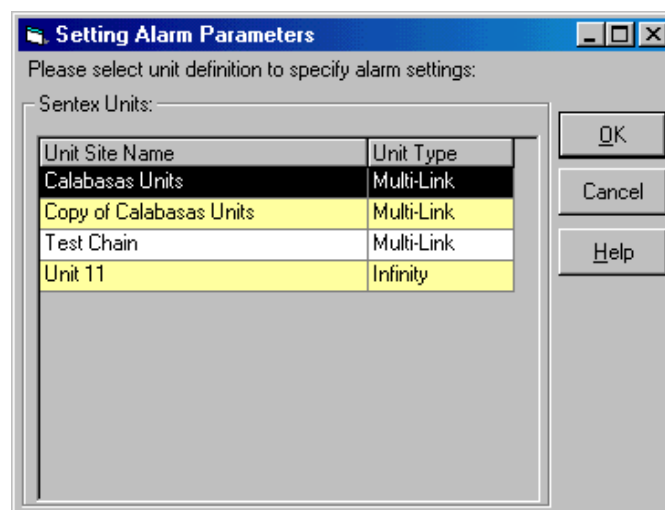 Setting Alarm Parameters
Please select unit definition to specify alarm settings:
Sentex Units:
Unit Site Name Unit Type
Calabasas Units Multi-Link
Copy of Calabasas Units Multi-Link
Test Chain Multi-Link
Unit 11 Infinity
OK
Cancel
Help